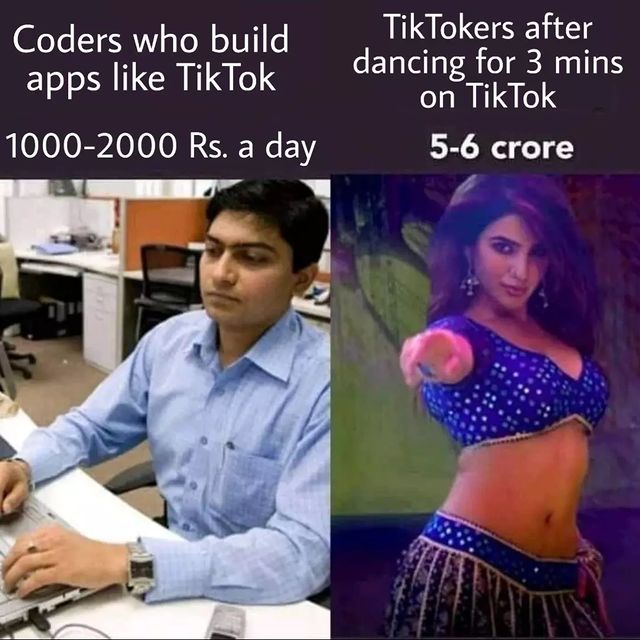 Coders who build
apps like TikTok
1000-2000 Rs. a day
TikTokers after
dancing for 3 mins
on TikTok
5-6 crore